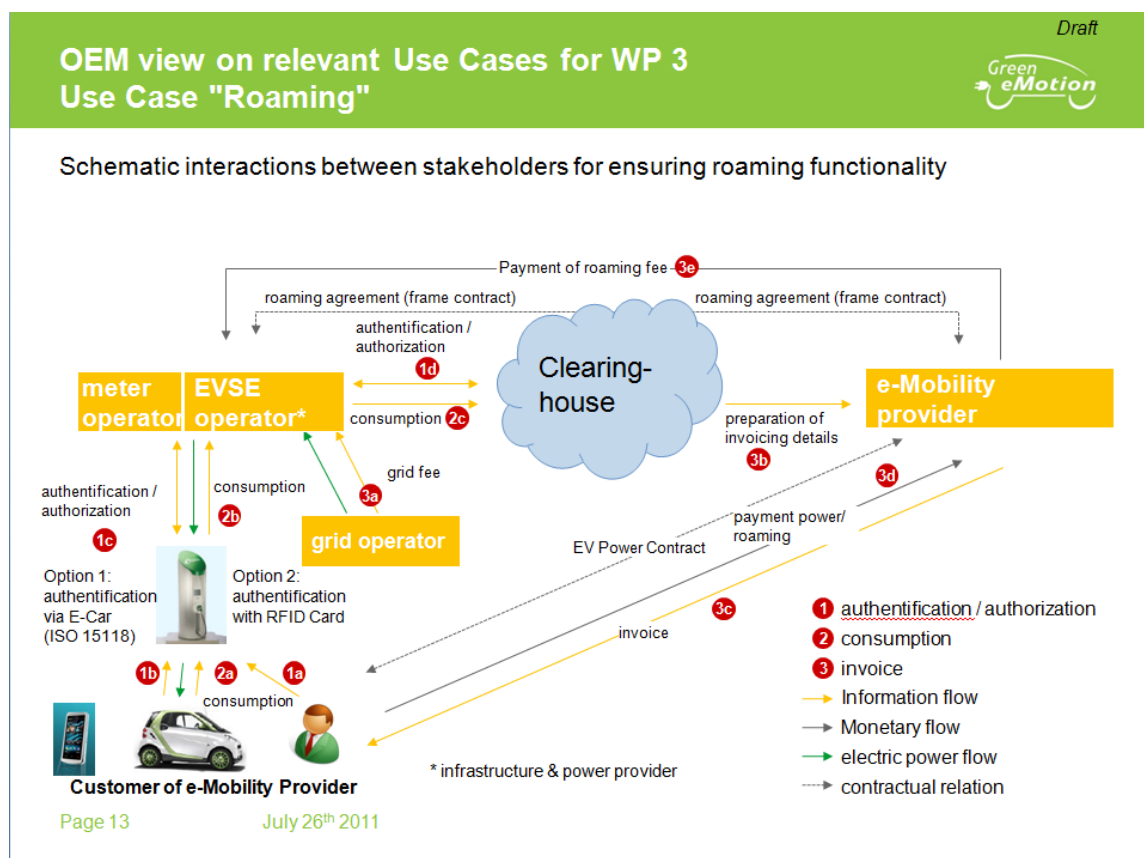 Draft
OEM view on relevant Use Cases for WP 3
Use Case "Roaming"
Green
eMotion
Schematic interactions between stakeholders for ensuring roaming functionality
Payment of roaming fee 3e
roaming agreement (frame contract)
roaming agreement (frame contract)
authentification /
authorization
1d
Clearing-
house
meter
operator
EVSE
operator*
e-Mobility
provider
consumption 2c
preparation of
invoicing details
3b
grid fee
3a
3d
authentification /
authorization
1c
consumption
2b
payment power/
roaming
grid operator
EV Power Contract
Option 1:
authentification
via E-Car
(ISO 15118)
Option 2:
authentification
with RFID Card
3c
invoice
1 authentification / authorization
2 consumption
3 invoice
Information flow
Monetary flow
electric power flow
contractual relation
1b
2a
1a
consumption
* infrastructure & power provider
Customer of e-Mobility Provider
Page 13
July 26th 2011